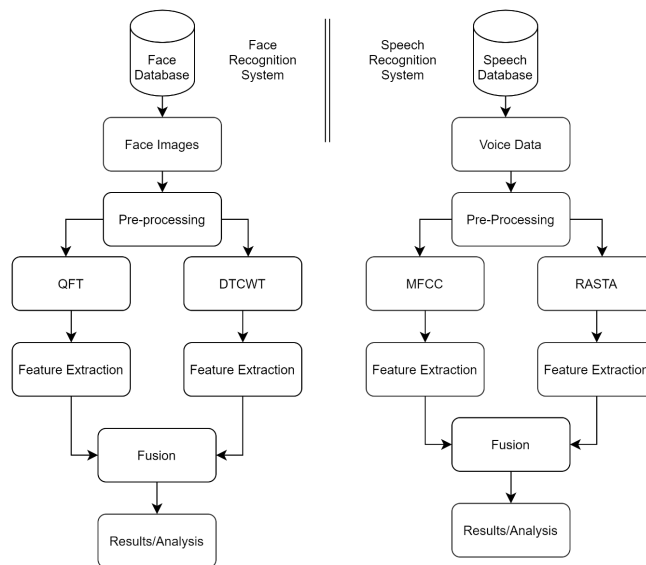 Face
Database
Face
Recognition
System
Face Images
Pre-processing
QFT
DTCWT
Feature Extraction
Feature Extraction
Fusion
Results/Analysis
Speech
Recognition
System
Speech
Database
Voice Data
Pre-Processing
MFCC
RASTA
Feature Extraction
Feature Extraction
Fusion
Results/Analysis